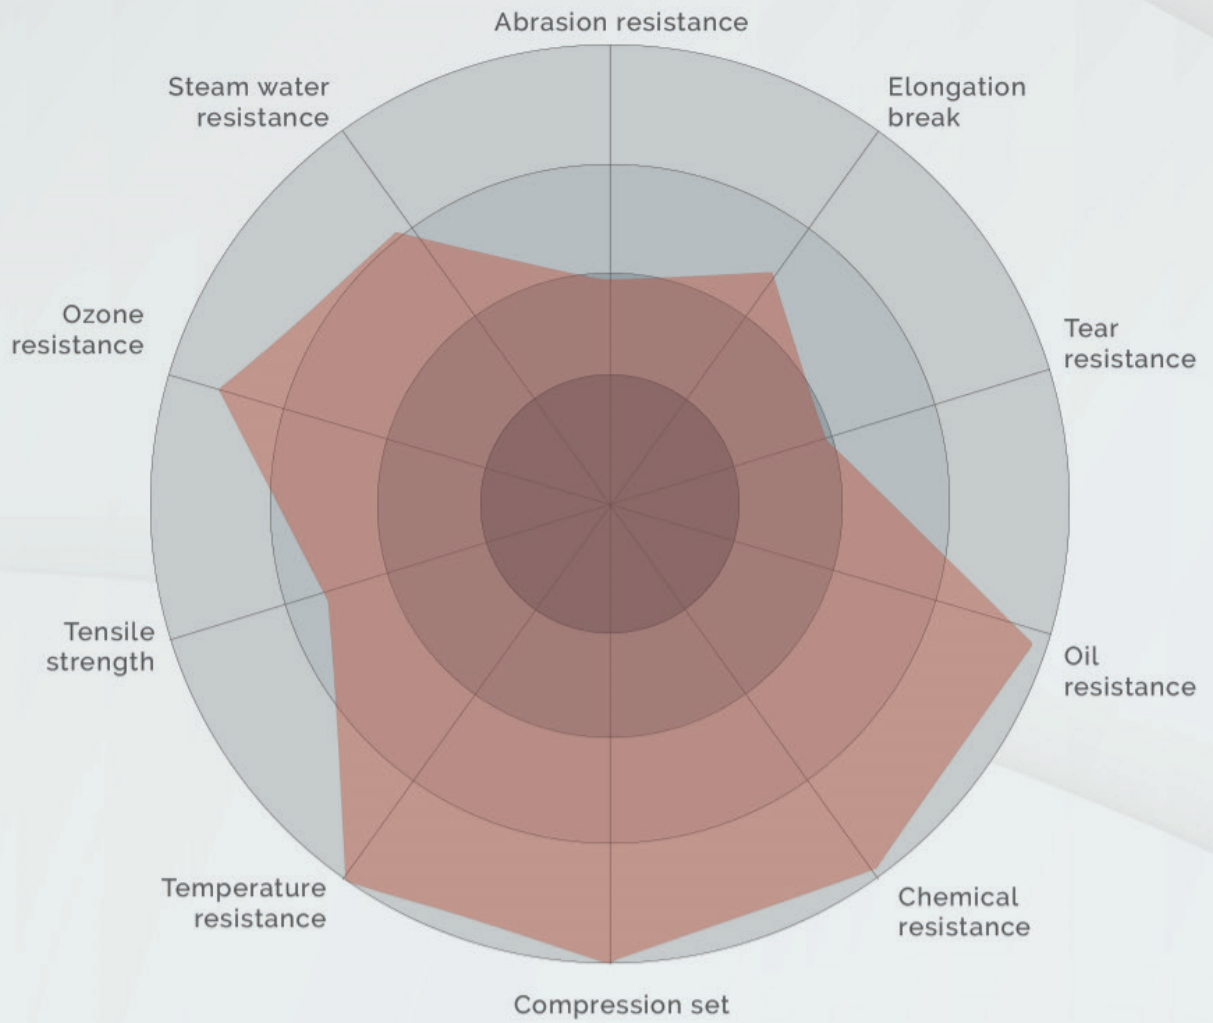 Abrasion resistance
Steam water
resistance
Elongation
break
Ozone
resistance
Tear
resistance
Tensile
strength
Oil
resistance
Temperature
resistance
Chemical
resistance
Compression set